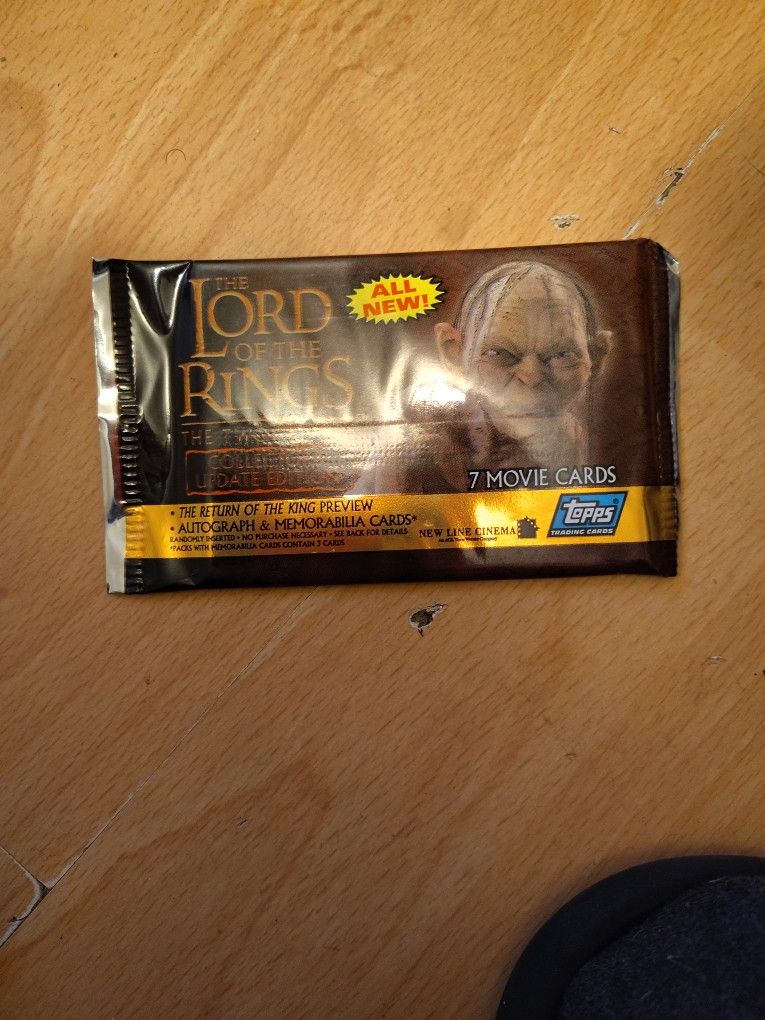 THE
LORD
OF THE
RINGS
ALL
NEW!
THE
UPDATE
7 MOVIE CARDS
• THE RETURN OF THE KING PREVIEW
• AUTOGRAPH & MEMORABILIA CARDS*
RANDOMLY INSERTED • NO PURCHASE NECESSARY • SEE BACK FOR DETAILS
*PACKS WITH MEMORABILIA CARDS CONTAIN 3 CARDS
NEW LINE CINEMA
topps
TRADING CARDS